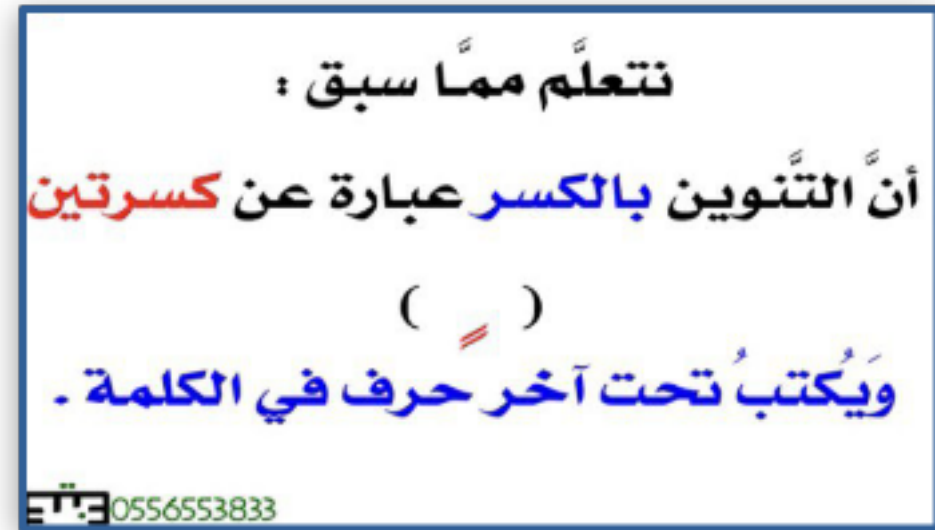 نتعلَّم ممَّا سبق :
أنَّ التَّنوين بالكسر عبارة عن كسرتين
( ٍ )
وَيُكتبُ تحت آخر حرف في الكلمة .
0556553833